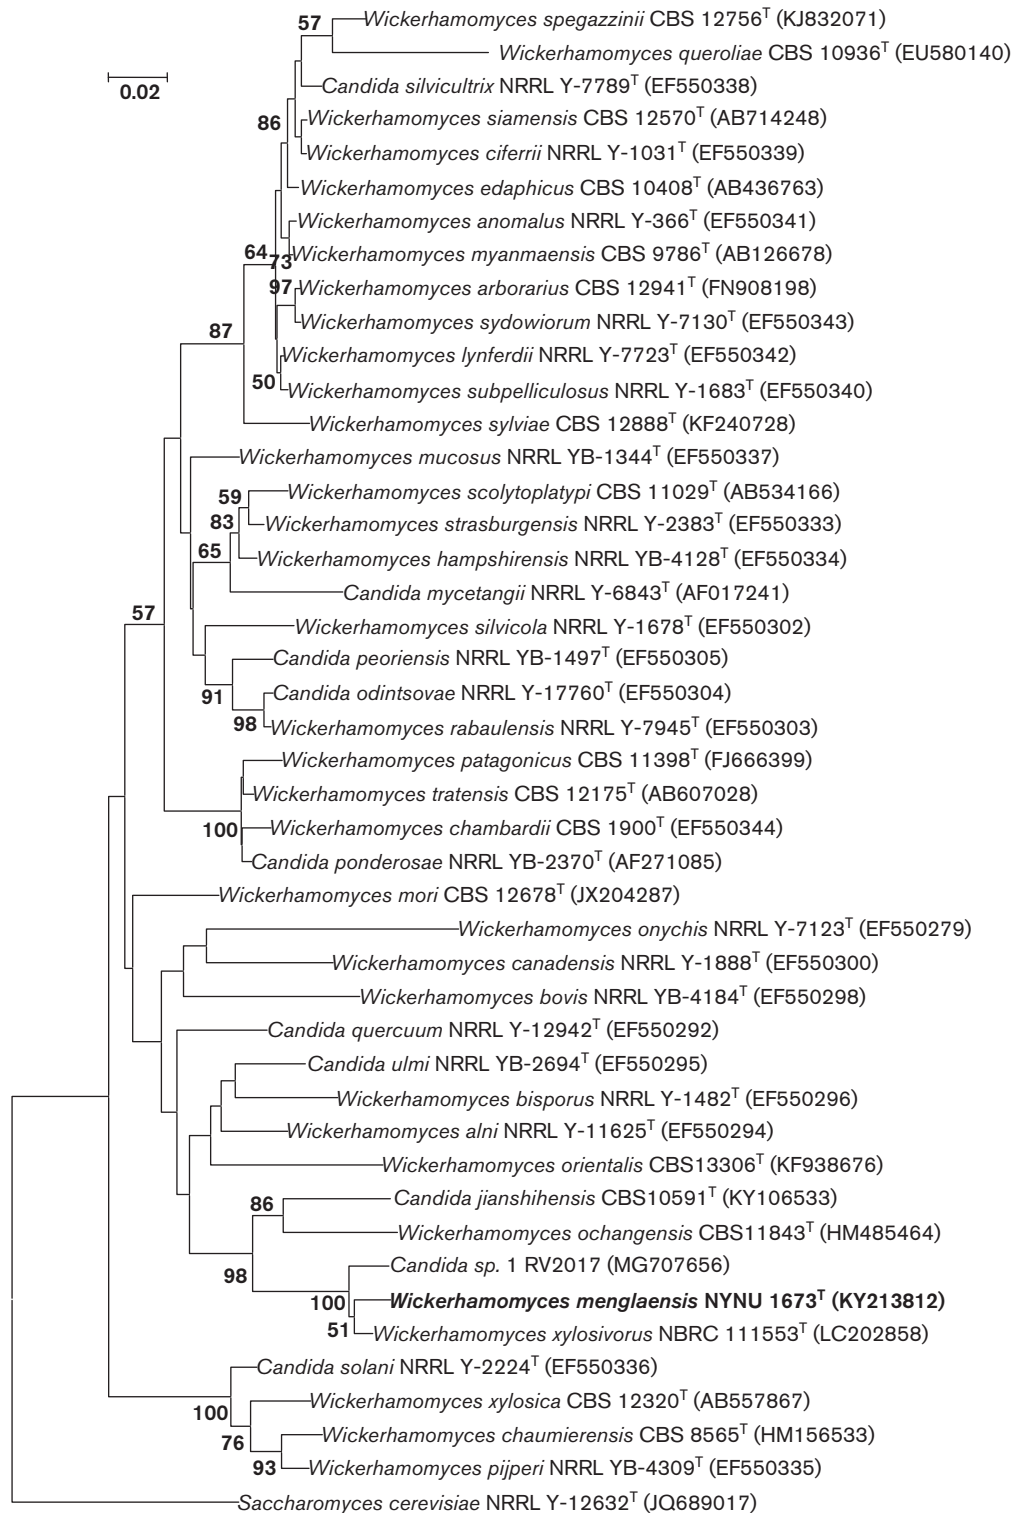 57
Wickerhamomyces spegazzinii CBS 12756ᵀ (KJ832071)
Wickerhamomyces queroliae CBS 10936ᵀ (EU580140)
0.02
Candida silvicultrix NRRL Y-7789ᵀ (EF550338)
86
Wickerhamomyces siamensis CBS 12570ᵀ (AB714248)
Wickerhamomyces ciferrii NRRL Y-1031ᵀ (EF550339)
Wickerhamomyces edaphicus CBS 10408ᵀ (AB436763)
Wickerhamomyces anomalus NRRL Y-366ᵀ (EF550341)
64
73
Wickerhamomyces myanmaensis CBS 9786ᵀ (AB126678)
97
Wickerhamomyces arborarius CBS 12941ᵀ (FN908198)
Wickerhamomyces sydowiorum NRRL Y-7130ᵀ (EF550343)
87
Wickerhamomyces lynferdii NRRL Y-7723ᵀ (EF550342)
50
Wickerhamomyces subpelliculosus NRRL Y-1683ᵀ (EF550340)
Wickerhamomyces sylviae CBS 12888ᵀ (KF240728)
Wickerhamomyces mucosus NRRL YB-1344ᵀ (EF550337)
59
Wickerhamomyces scolytoplatypi CBS 11029ᵀ (AB534166)
83
Wickerhamomyces strasburgensis NRRL Y-2383ᵀ (EF550333)
65
Wickerhamomyces hampshirensis NRRL YB-4128ᵀ (EF550334)
Candida mycetangii NRRL Y-6843ᵀ (AF017241)
57
Wickerhamomyces silvicola NRRL Y-1678ᵀ (EF550302)
Candida peoriensis NRRL YB-1497ᵀ (EF550305)
91
Candida odintsovae NRRL Y-17760ᵀ (EF550304)
98
Wickerhamomyces rabaulensis NRRL Y-7945ᵀ (EF550303)
Wickerhamomyces patagonicus CBS 11398ᵀ (FJ666399)
Wickerhamomyces tratensis CBS 12175ᵀ (AB607028)
100
Wickerhamomyces chambardii CBS 1900ᵀ (EF550344)
Candida ponderosae NRRL YB-2370ᵀ (AF271085)
Wickerhamomyces mori CBS 12678ᵀ (JX204287)
Wickerhamomyces onychis NRRL Y-7123ᵀ (EF550279)
Wickerhamomyces canadensis NRRL Y-1888ᵀ (EF550300)
Wickerhamomyces bovis NRRL YB-4184ᵀ (EF550298)
Candida quercuum NRRL Y-12942ᵀ (EF550292)
Candida ulmi NRRL YB-2694ᵀ (EF550295)
Wickerhamomyces bisporus NRRL Y-1482ᵀ (EF550296)
Wickerhamomyces alni NRRL Y-11625ᵀ (EF550294)
Wickerhamomyces orientalis CBS13306ᵀ (KF938676)
86
Candida jianshihensis CBS10591ᵀ (KY106533)
Wickerhamomyces ochangensis CBS11843ᵀ (HM485464)
98
Candida sp. 1 RV2017 (MG707656)
100
Wickerhamomyces menglaensis NYNU 1673ᵀ (KY213812)
51
Wickerhamomyces xylosivorus NBRC 111553ᵀ (LC202858)
Candida solani NRRL Y-2224ᵀ (EF550336)
100
Wickerhamomyces xylosica CBS 12320ᵀ (AB557867)
76
Wickerhamomyces chaumierensis CBS 8565ᵀ (HM156533)
93
Wickerhamomyces pijperi NRRL YB-4309ᵀ (EF550335)
Saccharomyces cerevisiae NRRL Y-12632ᵀ (JQ689017)